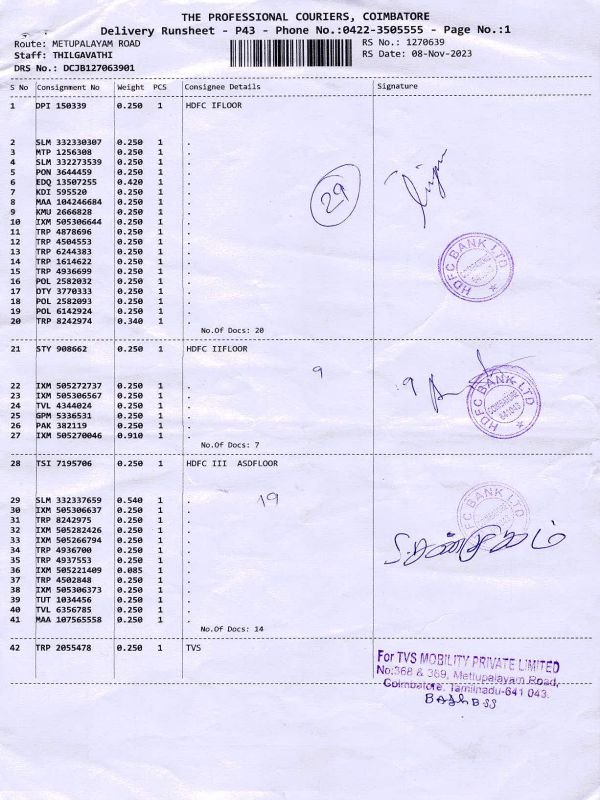 THE PROFESSIONAL COURIERS, COIMBATORE
Delivery Runsheet - P43 - Phone No.:0422-3505555 - Page No.:1
Route: METUPALAYAM ROAD RS No.: 1270639
Staff: THILGAVATHI RS Date: 08-Nov-2023
DRS No.: DCJB127063901
S No Consignment No Weight PCS Consignee Details Signature
1 DPI 150339 0.250 1 HDFC IFLOOR
2 SLM 332330307 0.250 1 .
3 MTP 1256308 0.250 1 .
4 SLM 332273539 0.250 1 .
5 PON 3644459 0.250 1 .
6 EDQ 13507255 0.420 1 .
7 KDI 595520 0.250 1 .
8 MAA 104246684 0.250 1 .
9 KMU 2666828 0.250 1 .
10 IXM 505306644 0.250 1 .
11 TRP 4878696 0.250 1 .
12 TRP 4504553 0.250 1 .
13 TRP 6244383 0.250 1 .
14 TRP 1614622 0.250 1 .
15 TRP 4936699 0.250 1 .
16 POL 2582032 0.250 1 .
17 OTY 3770333 0.250 1 .
18 POL 2582093 0.250 1 .
19 POL 6142924 0.250 1 .
20 TRP 8242974 0.340 1 .
29
HDFC BANK LTD
No.Of Docs: 20
21 STY 908662 0.250 1 HDFC IIFLOOR
9 9
22 IXM 505272737 0.250 1 .
23 IXM 505306567 0.250 1 .
24 TVL 4344024 0.250 1 .
25 GPM 5336531 0.250 1 .
26 PAK 382119 0.250 1 .
27 IXM 505270046 0.910 1 .
HDFC BANK LTD
COIMBATORE
641043
No.Of Docs: 7
28 TSI 7195706 0.250 1 HDFC III ASDFLOOR
29 SLM 332337659 0.540 1 .
30 IXM 505306637 0.250 1 .
31 TRP 8242975 0.250 1 .
32 IXM 505282426 0.250 1 .
33 IXM 505266794 0.250 1 .
34 TRP 4936700 0.250 1 .
35 TRP 4937553 0.250 1 .
36 IXM 505221409 0.085 1 .
37 TRP 4502848 0.250 1 .
38 IXM 505306373 0.250 1 .
39 TUT 1034456 0.250 1 .
40 TVL 6356785 0.250 1 .
41 MAA 107565558 0.250 1 .
19
FC BANK LTD
No.Of Docs: 14
42 TRP 2055478 0.250 1 TVS
For TVS MOBILITY PRIVATE LIMITED
No:368 & 369, Mettupalayam Road,
Coimbatore. Tamilnadu-641 043.